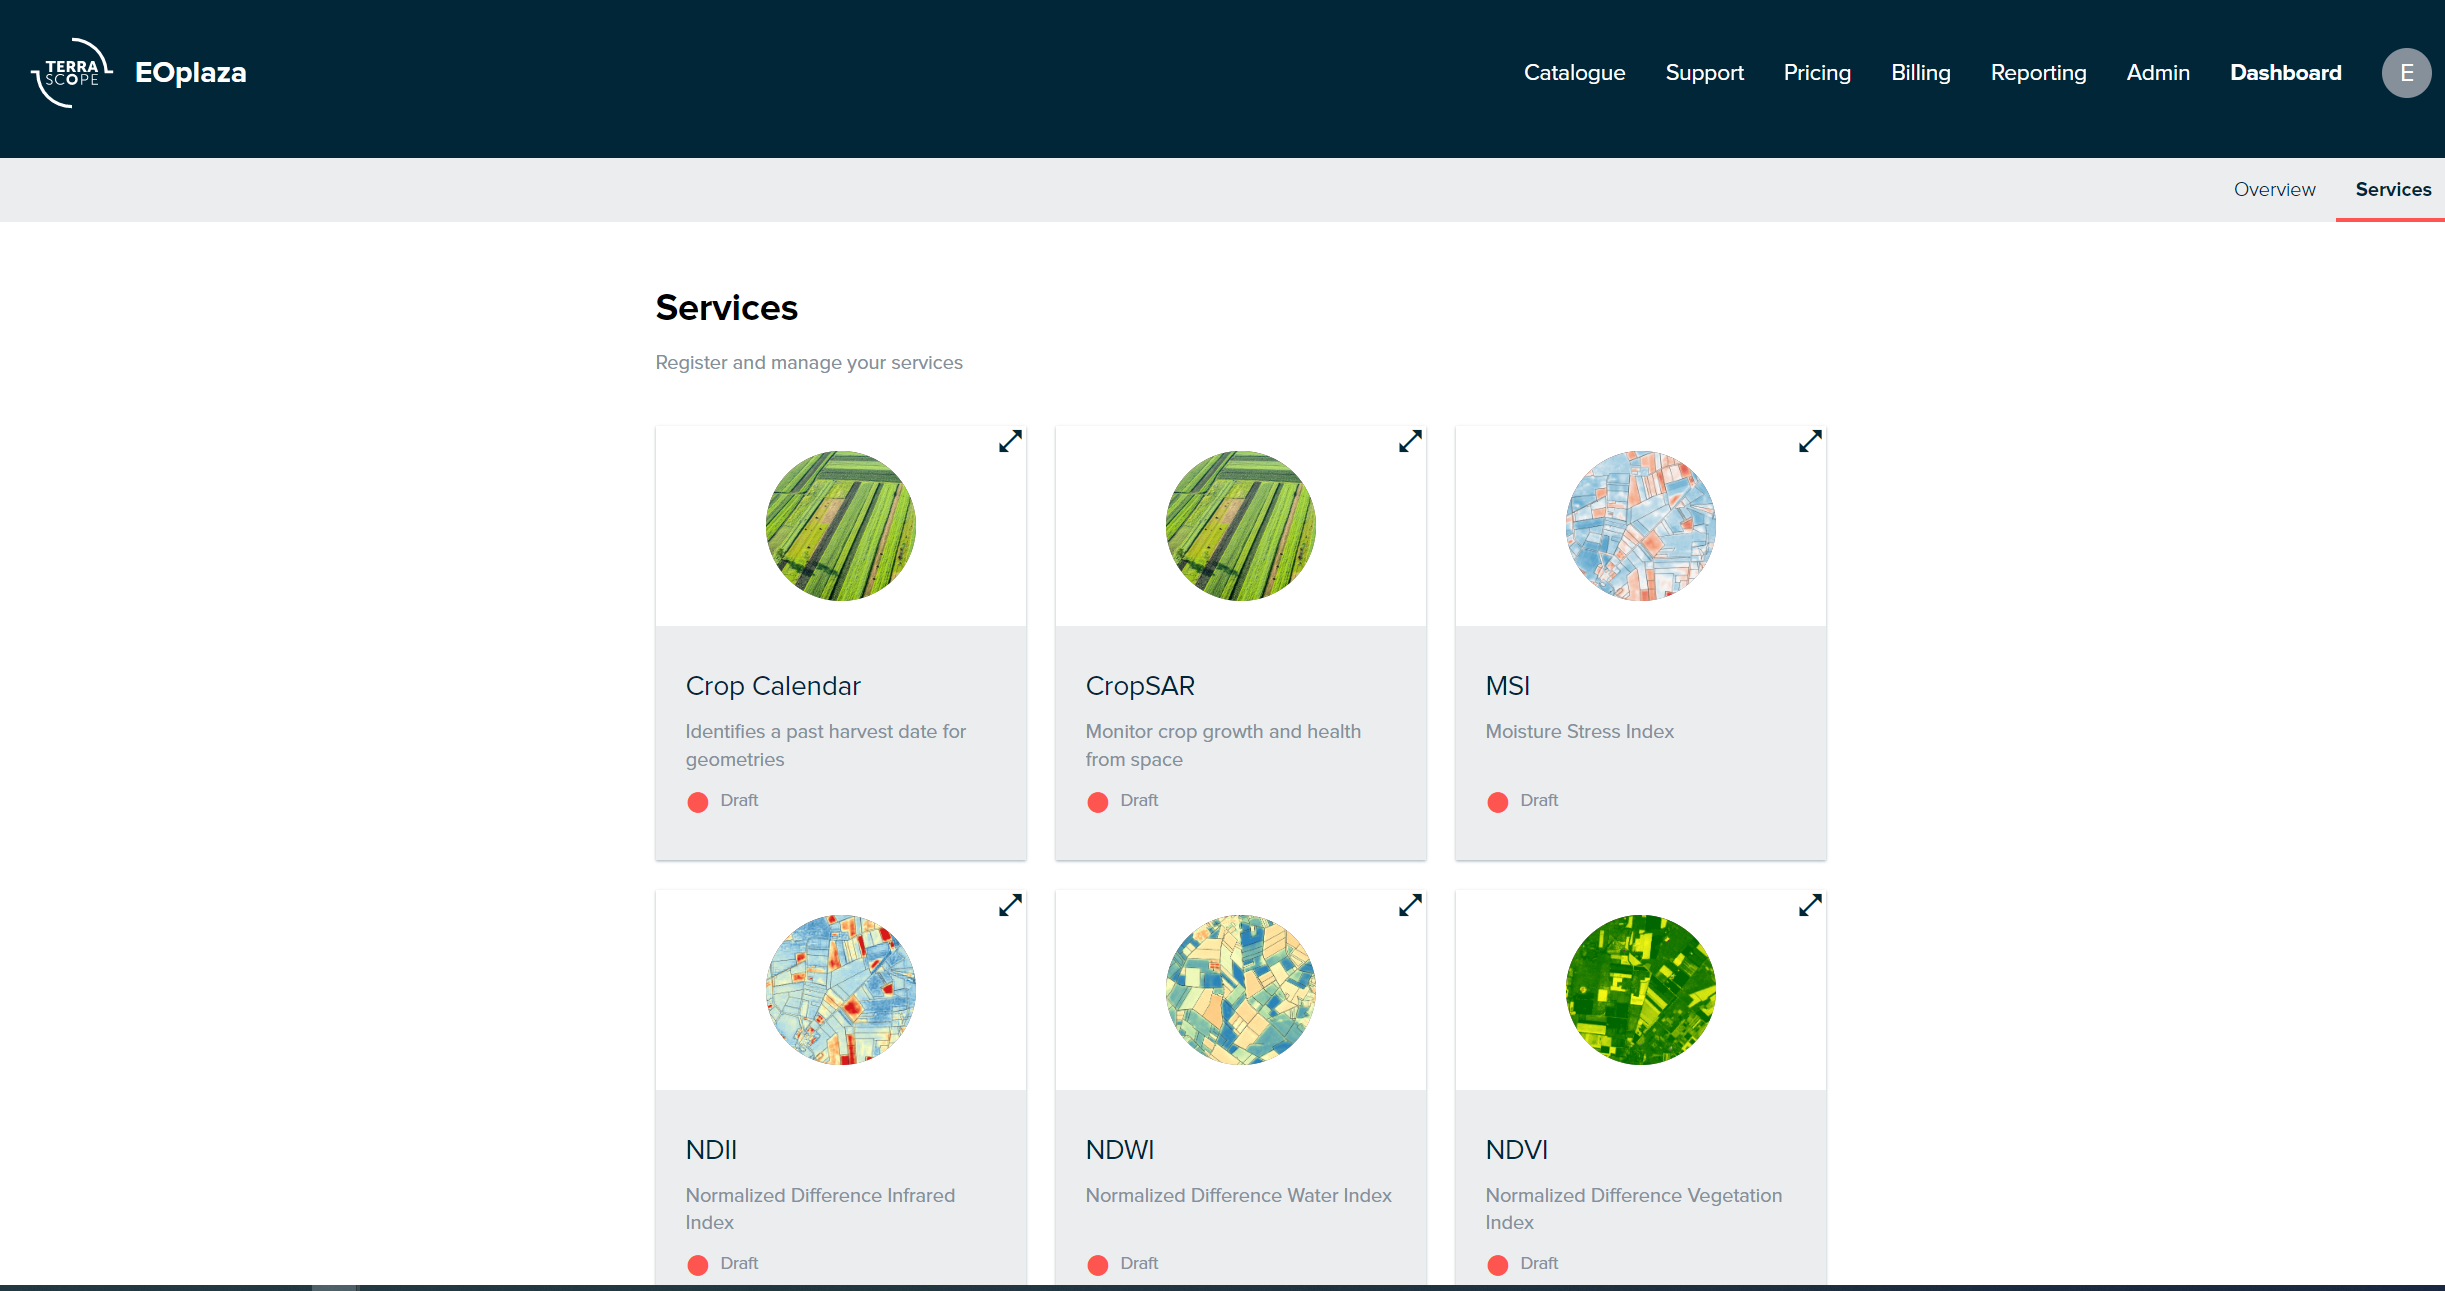 TERRA
SCOPE
EOplaza
Catalogue Support Pricing Billing Reporting Admin Dashboard E
Overview Services
Services
Register and manage your services
Crop Calendar
Identifies a past harvest date for
geometries
Draft
CropSAR
Monitor crop growth and health
from space
Draft
MSI
Moisture Stress Index
Draft
NDII
Normalized Difference Infrared
Index
Draft
NDWI
Normalized Difference Water Index
Draft
NDVI
Normalized Difference Vegetation
Index
Draft